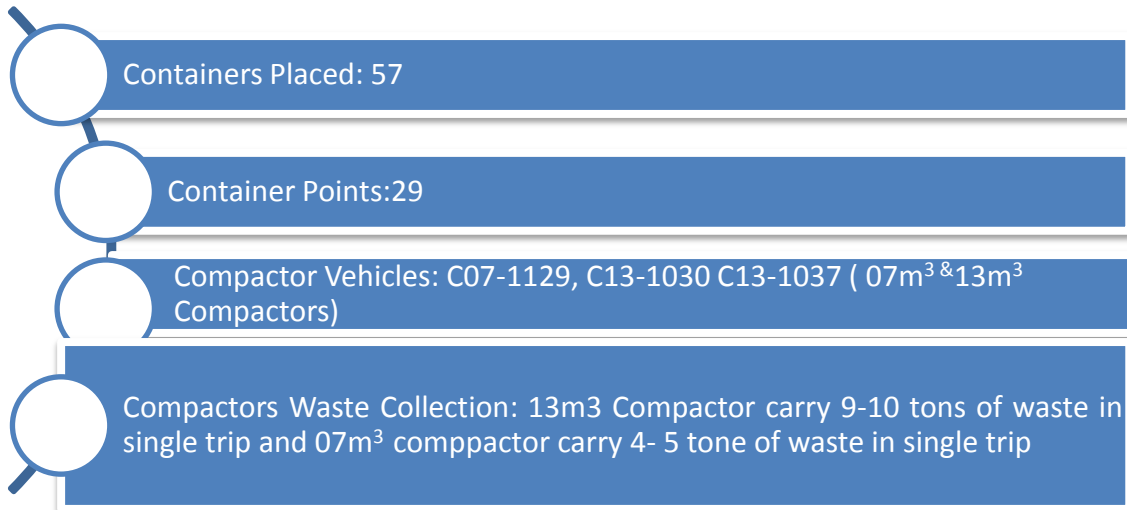 Containers Placed: 57
Container Points:29
Compactor Vehicles: C07-1129, C13-1030 C13-1037 ( 07m³ &13m³
Compactors)
Compactors Waste Collection: 13m3 Compactor carry 9-10 tons of waste in
single trip and 07m³ comppactor carry 4- 5 tone of waste in single trip